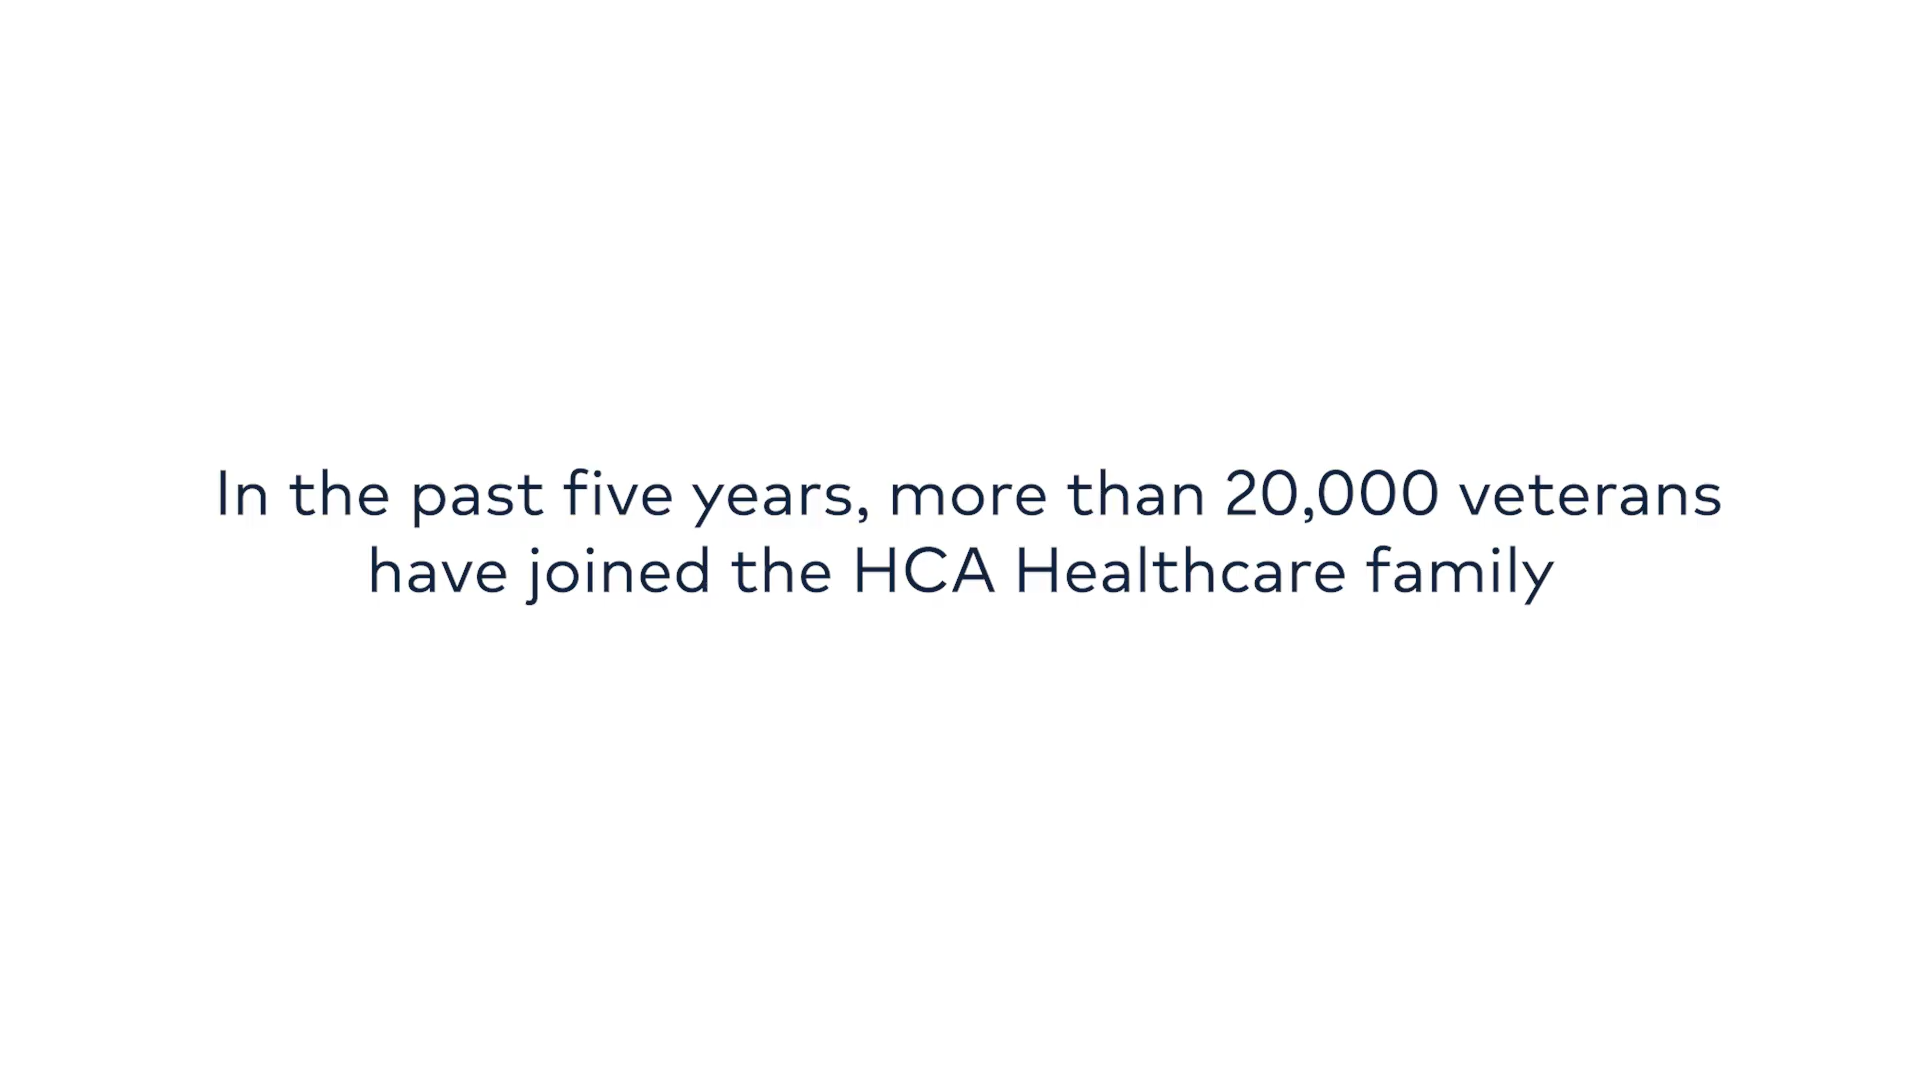 In the past five years, more than 20,000 veterans
have joined the HCA Healthcare family